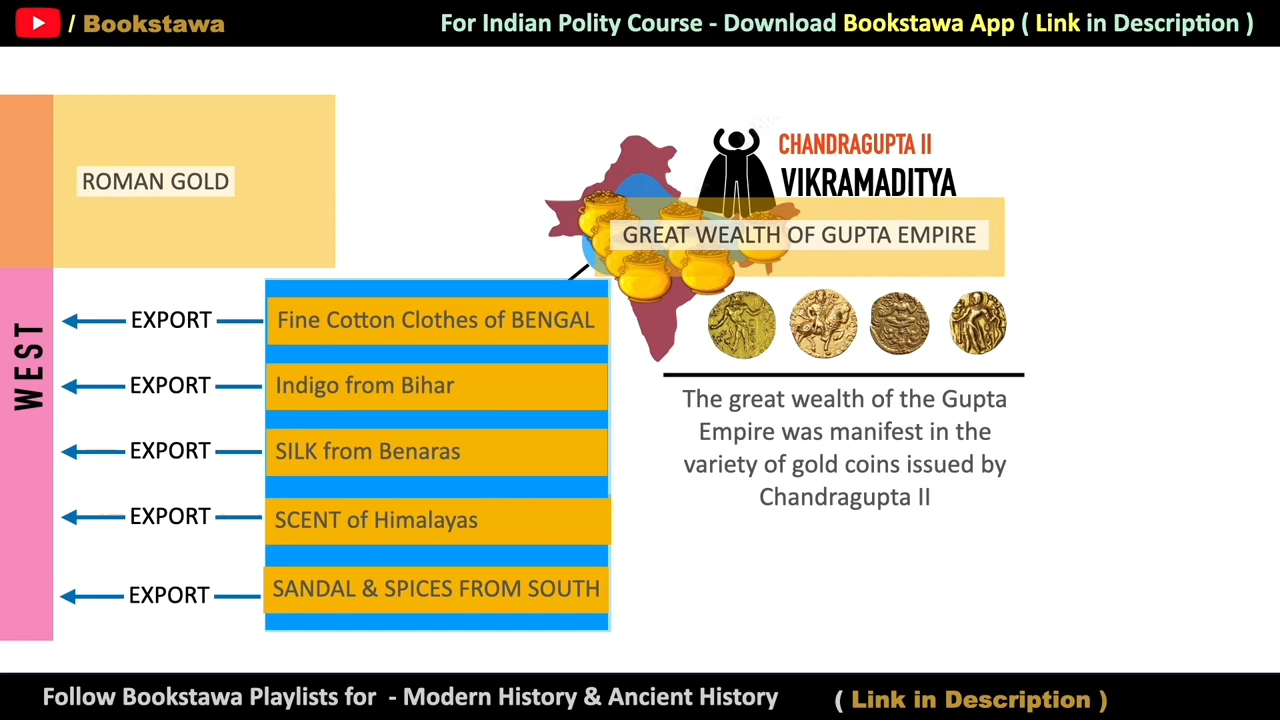 / Bookstawa
For Indian Polity Course - Download Bookstawa App ( Link in Description )
ROMAN GOLD
CHANDRAGUPTA II
VIKRAMADITYA
GREAT WEALTH OF GUPTA EMPIRE
WEST
EXPORT Fine Cotton Clothes of BENGAL
EXPORT Indigo from Bihar
EXPORT SILK from Benaras
EXPORT SCENT of Himalayas
EXPORT SANDAL & SPICES FROM SOUTH
The great wealth of the Gupta
Empire was manifest in the
variety of gold coins issued by
Chandragupta II
Follow Bookstawa Playlists for - Modern History & Ancient History ( Link in Description )